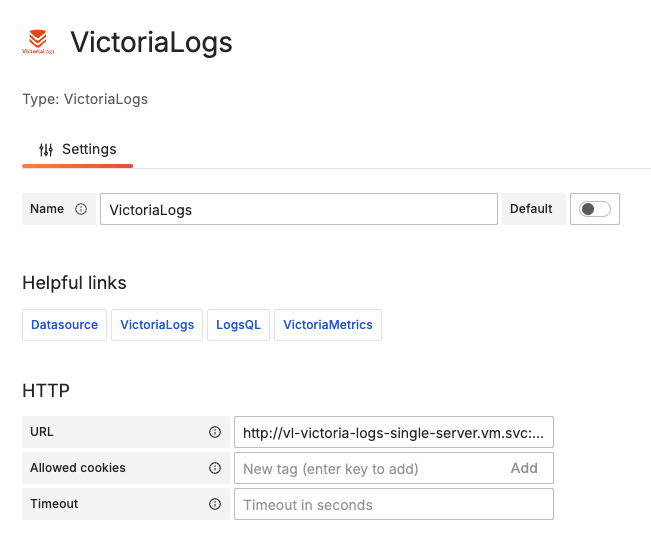 VictoriaLogs
VictoriaLogs
Type: VictoriaLogs
Settings
Name VictoriaLogs Default
Helpful links
Datasource VictoriaLogs LogsQL VictoriaMetrics
HTTP
URL http://vl-victoria-logs-single-server.vm.svc:...
Allowed cookies New tag (enter key to add) Add
Timeout Timeout in seconds